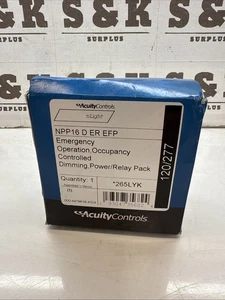 S&K
SURPLUS
S&K
SURPLUS
AcuityControls.
nLight
NPP16 D ER EFP
Emergency
Operation,Occupancy
Controlled
Dimming,Power/Relay Pack
Quantity: 1
*265LYK
120/277
AcuityControls.